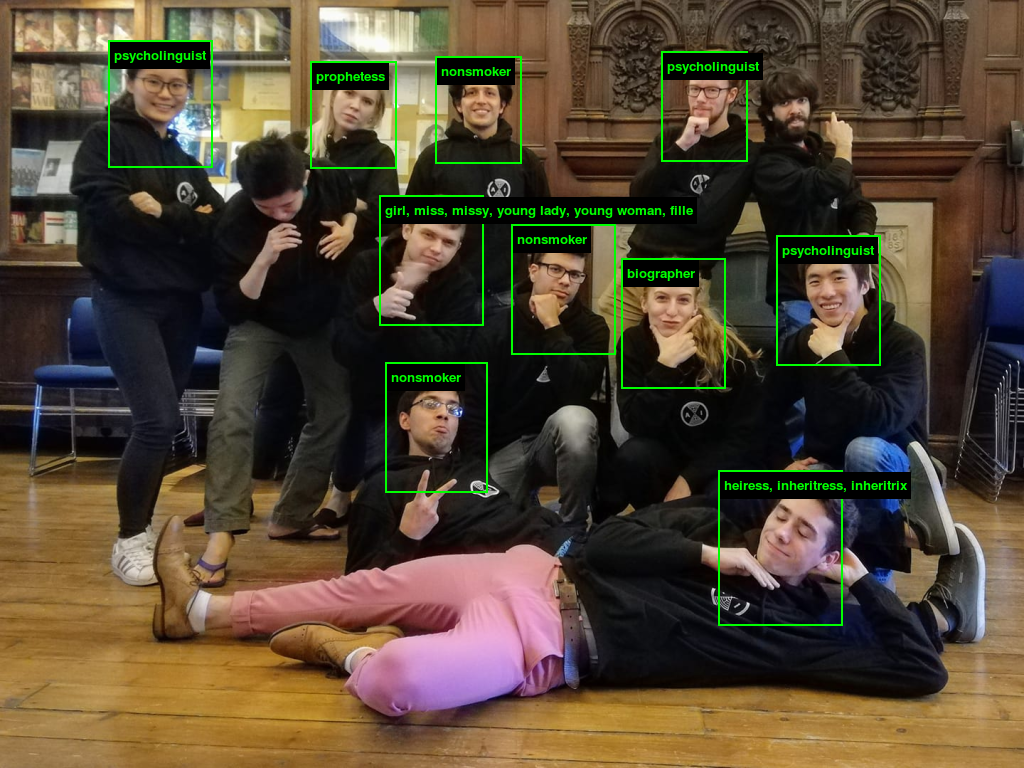 psycholinguist
prophetess
nonsmoker
psycholinguist
girl, miss, missy, young lady, young woman, fille
nonsmoker
psycholinguist
biographer
nonsmoker
heiress, inheritress, inheritrix